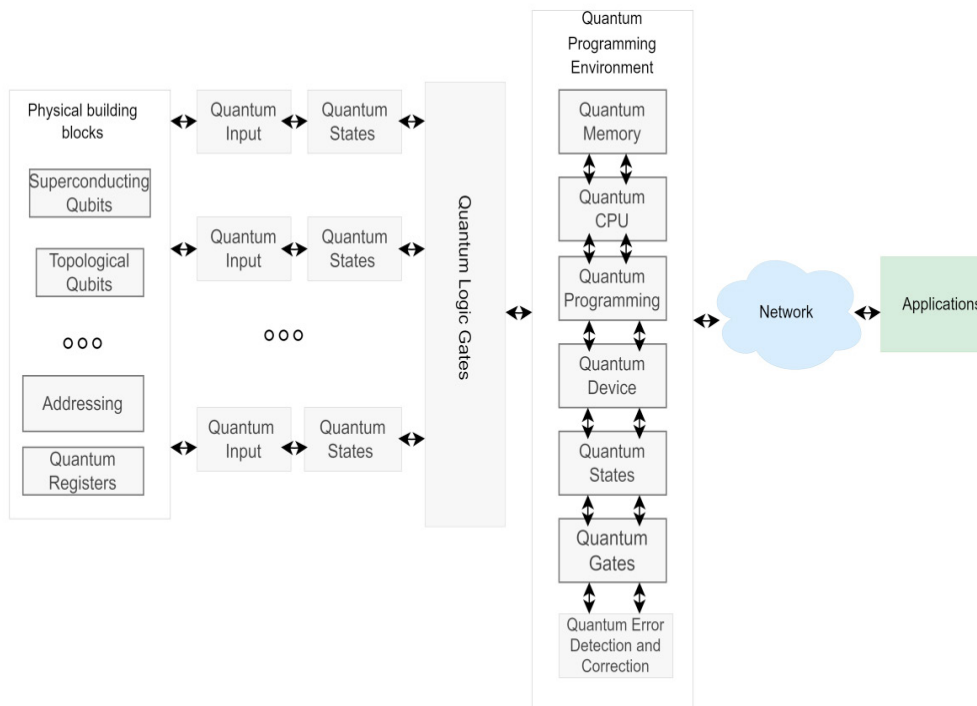 Quantum
Programming
Environment
Physical building
blocks
Superconducting
Qubits
Topological
Qubits
Addressing
Quantum
Registers
Quantum
Input
Quantum
States
Quantum
Input
Quantum
States
Quantum
Input
Quantum
States
Quantum Logic Gates
Quantum
Memory
Quantum
CPU
Quantum
Programming
Quantum
Device
Quantum
States
Quantum
Gates
Quantum Error
Detection and
Correction
Network
Applications